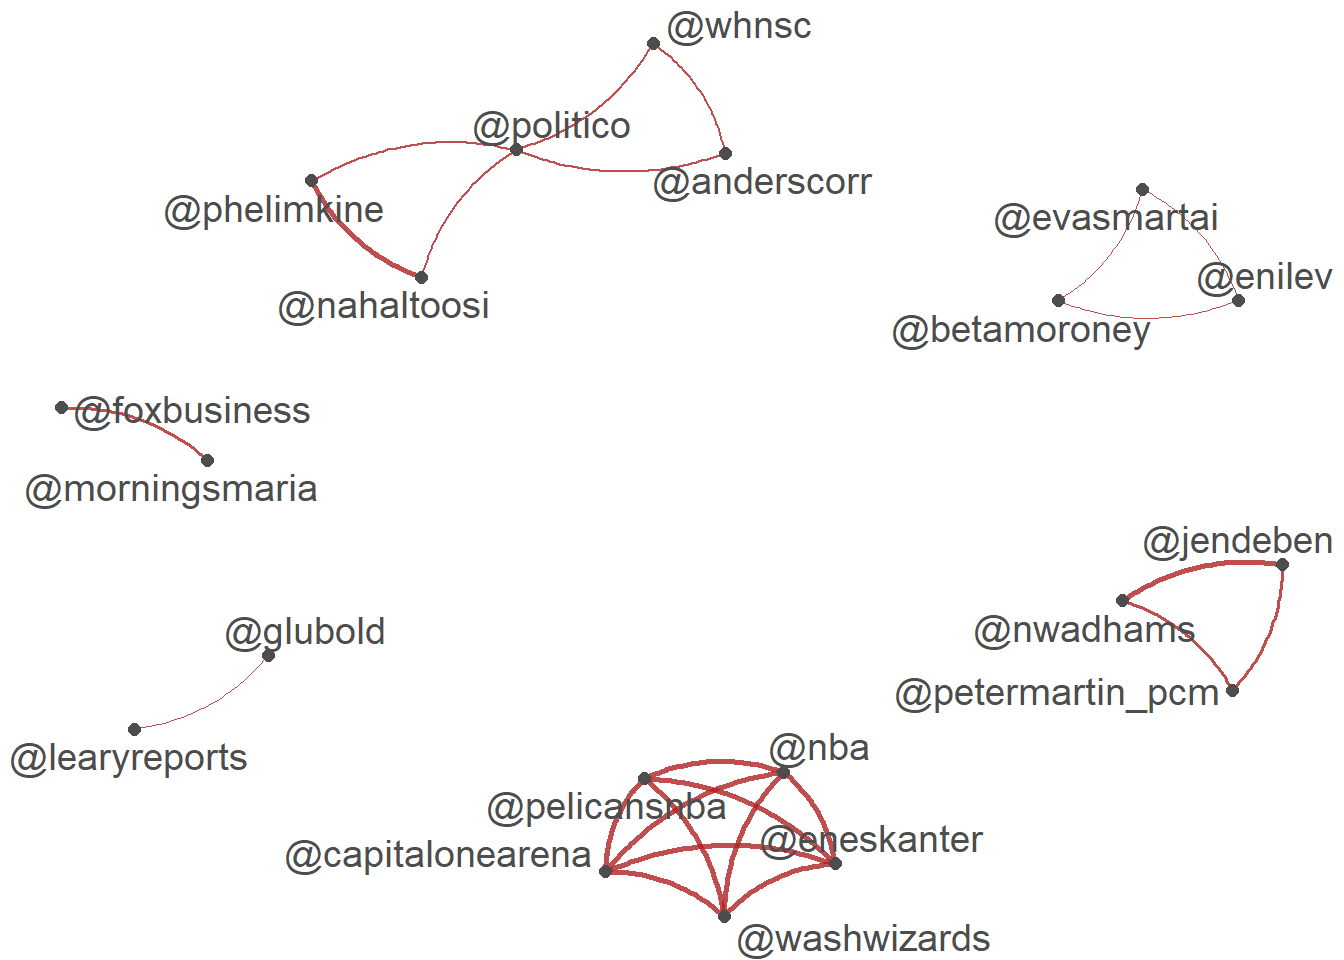 @whnsc
@politico
@anderscorr
@phelimkine
@evasmartai
@enilev
@nahaltoosi
@betamoroney
@foxbusiness
@morningsmaria
@jendeben
@glubold
@nwadhams
@petermartin_pcm
@learyreports
@nba
@pelicansnba
@eneskanter
@capitalonearena
@washwizards